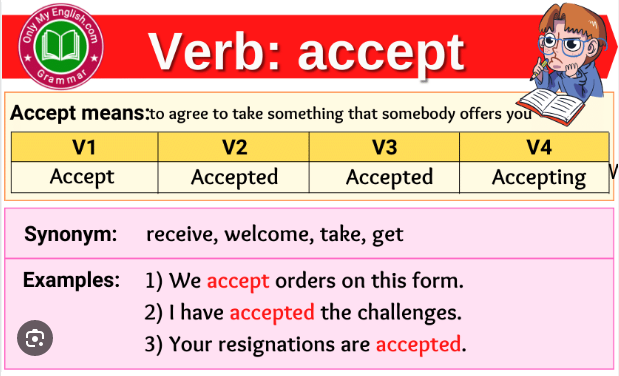 Only My English.com
Grammar
Verb: accept
Accept means:to agree to take something that somebody offers you
V1 V2 V3 V4
Accept Accepted Accepted Accepting
Synonym: receive, welcome, take, get
Examples: 1) We accept orders on this form.
2) I have accepted the challenges.
3) Your resignations are accepted.